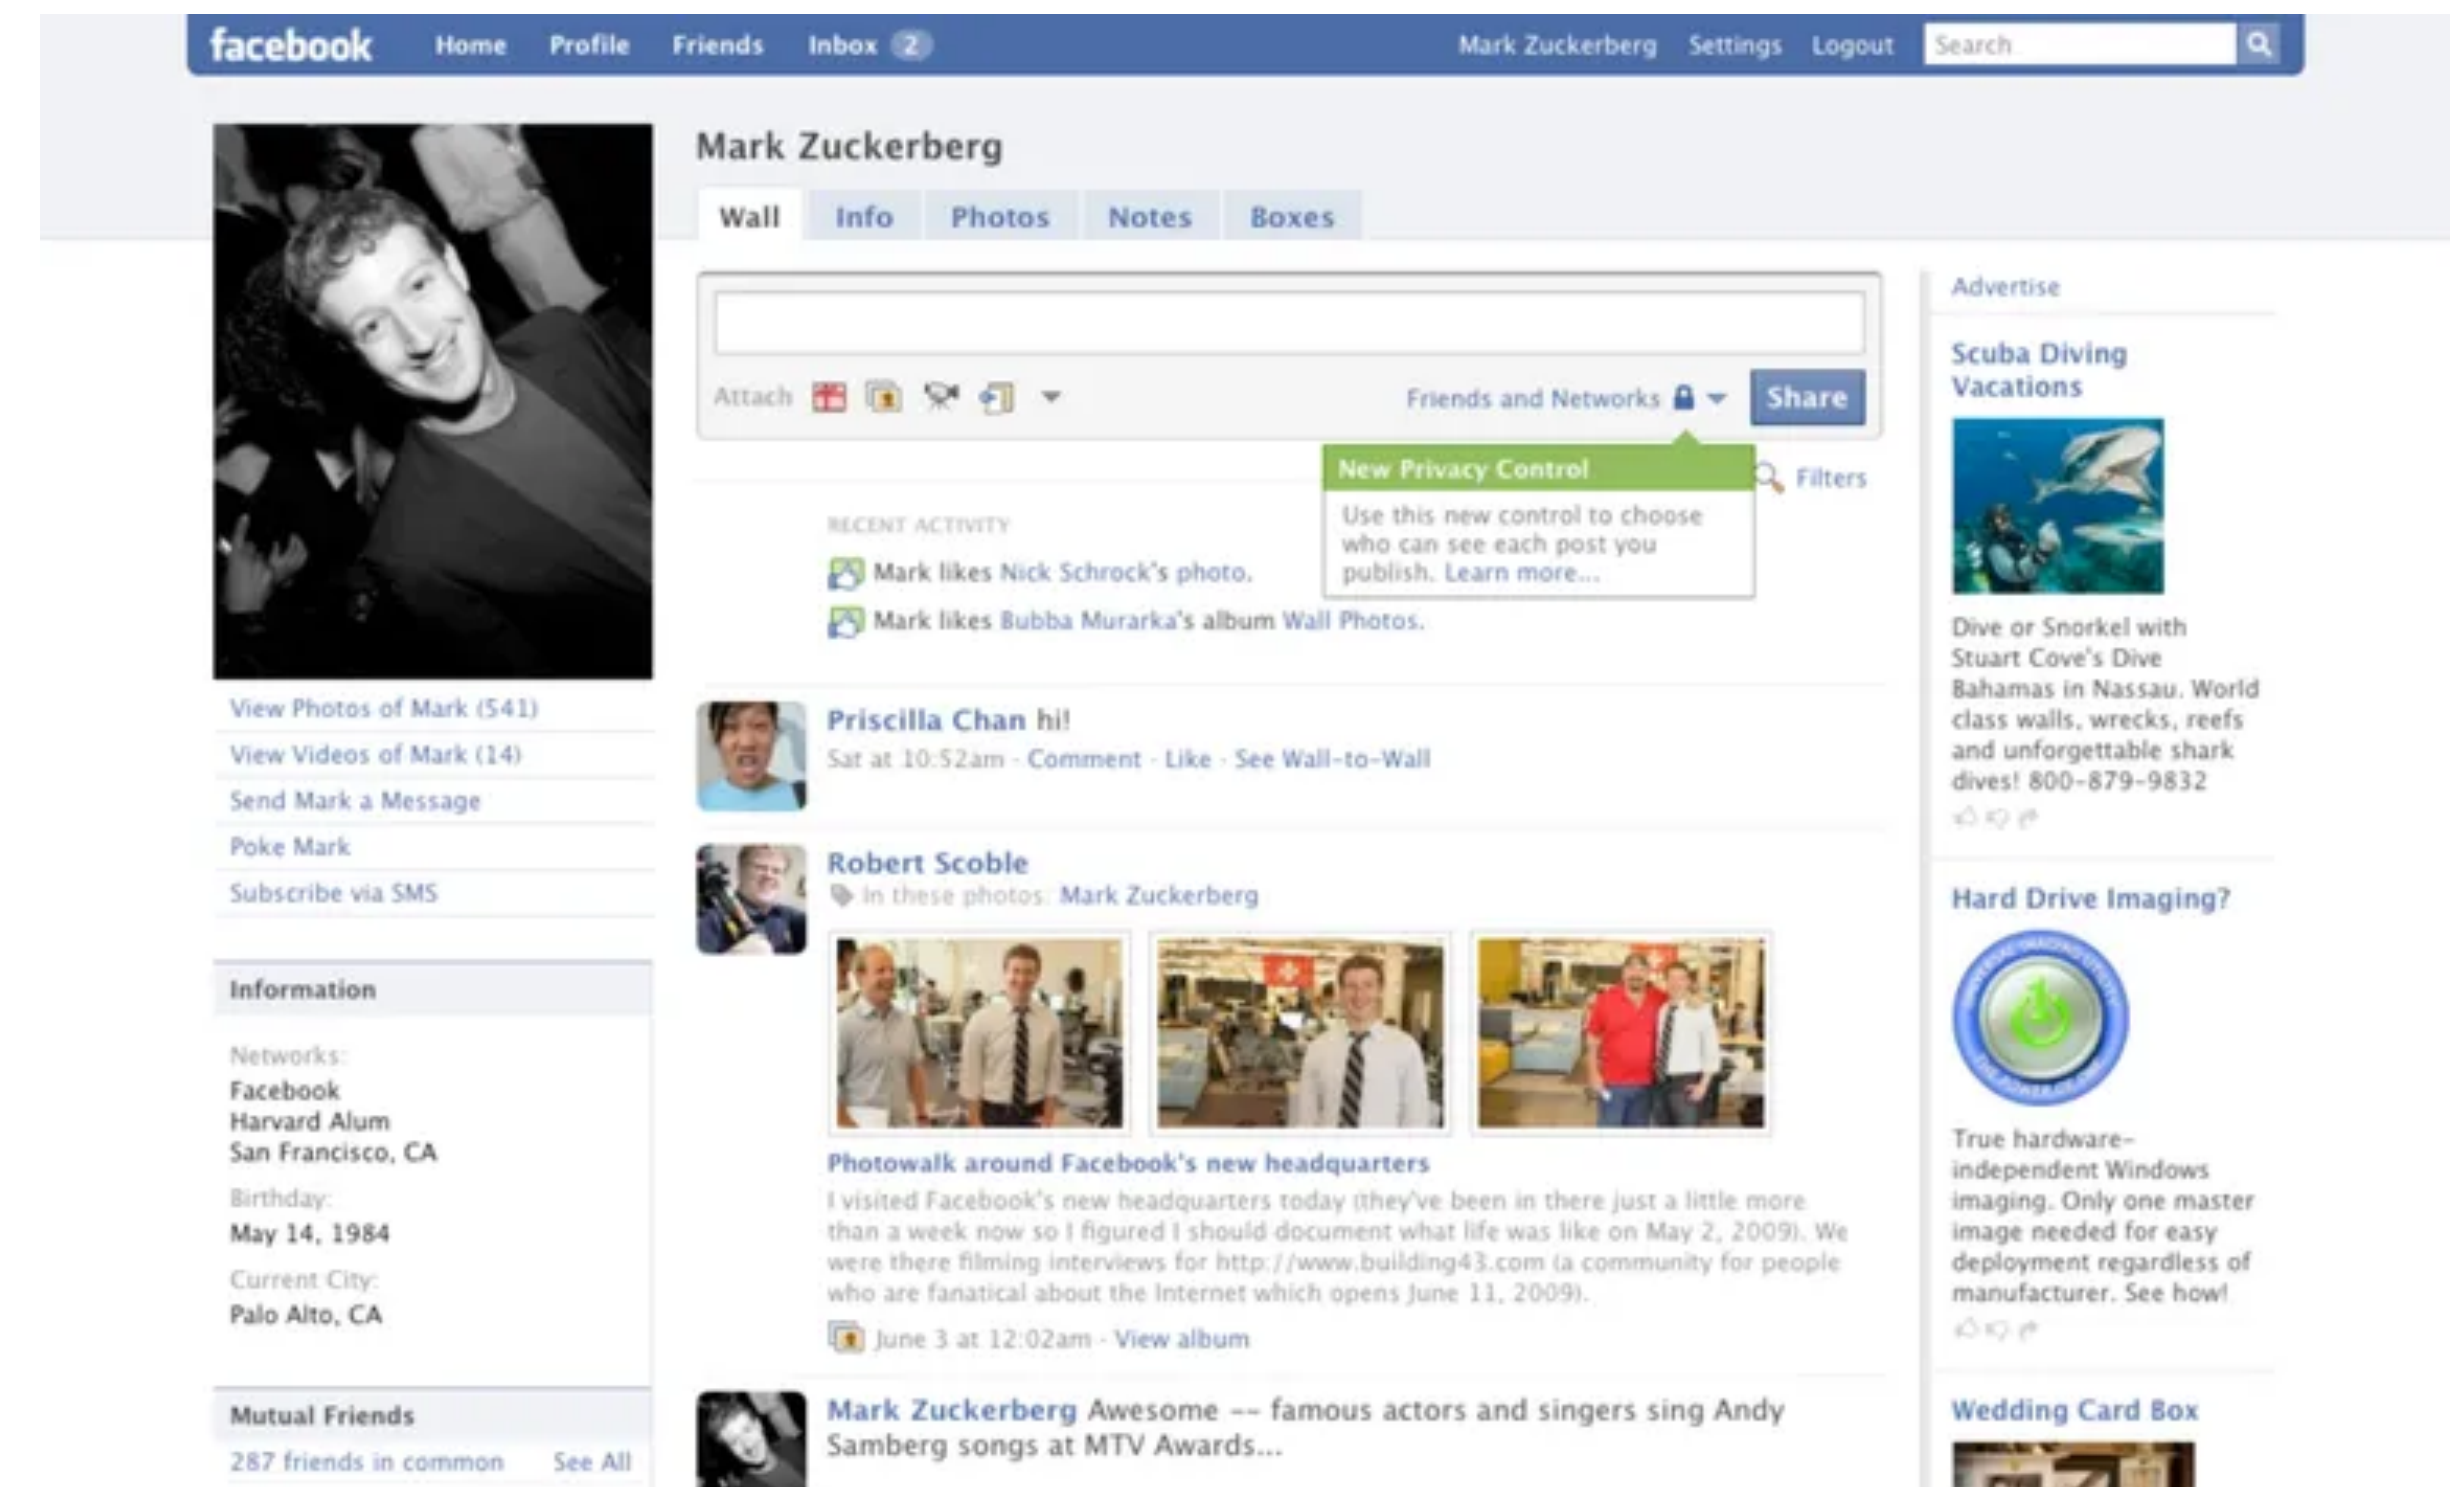 facebook Home Profile Friends Inbox 2 Mark Zuckerberg Settings Logout Search
Mark Zuckerberg
Wall Info Photos Notes Boxes
Attach Friends and Networks Share
New Privacy Control
Use this new control to choose
who can see each post you
publish. Learn more...
Filters
RECENT ACTIVITY
Mark likes Nick Schrock's photo.
Mark likes Bubba Murarka's album Wall Photos.
Priscilla Chan hi!
Sat at 10:52am - Comment - Like - See Wall-to-Wall
Robert Scoble
In these photos: Mark Zuckerberg
Photowalk around Facebook's new headquarters
I visited Facebook's new headquarters today (they've been in there just a little more
than a week now so I figured I should document what life was like on May 2, 2009). We
were there filming interviews for http://www.building43.com (a community for people
who are fanatical about the Internet which opens June 11, 2009).
June 3 at 12:02am - View album
Mark Zuckerberg Awesome -- famous actors and singers sing Andy
Samberg songs at MTV Awards...
View Photos of Mark (541)
View Videos of Mark (14)
Send Mark a Message
Poke Mark
Subscribe via SMS
Information
Networks:
Facebook
Harvard Alum
San Francisco, CA
Birthday:
May 14, 1984
Current City:
Palo Alto, CA
Mutual Friends
287 friends in common See All
Advertise
Scuba Diving
Vacations
Dive or Snorkel with
Stuart Cove's Dive
Bahamas in Nassau. World
class walls, wrecks, reefs
and unforgettable shark
dives! 800-879-9832
Hard Drive Imaging?
True hardware-
independent Windows
imaging. Only one master
image needed for easy
deployment regardless of
manufacturer. See how!
Wedding Card Box